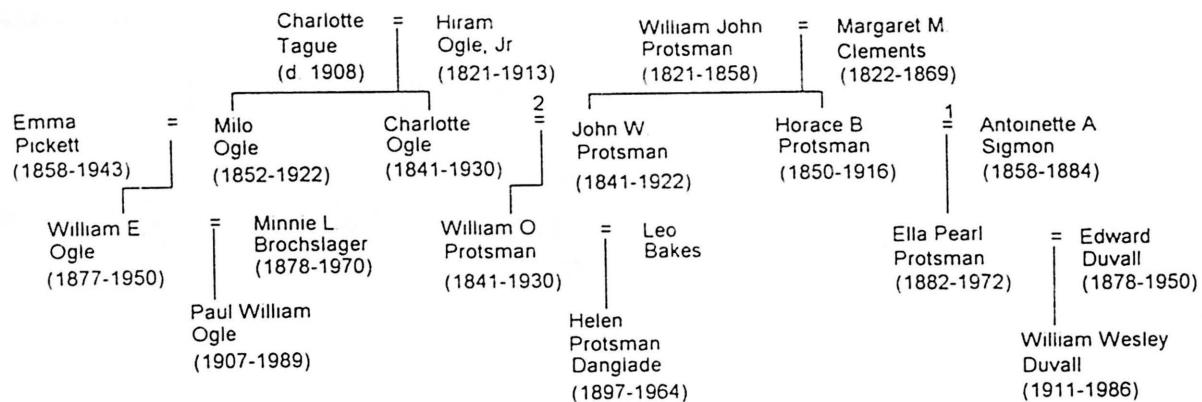 Charlotte
Tague
(d. 1908)
=
Hiram
Ogle, Jr
(1821-1913)
William John
Protsman
(1821-1858)
=
Margaret M.
Clements
(1822-1869)
Emma
Pickett
(1858-1943)
=
Milo
Ogle
(1852-1922)
Charlotte
Ogle
(1841-1930)
2
=
John W.
Protsman
(1841-1922)
Horace B
Protsman
(1850-1916)
1
=
Antoinette A
Sigmon
(1858-1884)
William E
Ogle
(1877-1950)
=
Minnie L.
Brochslager
(1878-1970)
William O
Protsman
(1841-1930)
=
Leo
Bakes
Ella Pearl
Protsman
(1882-1972)
=
Edward
Duvall
(1878-1950)
Paul William
Ogle
(1907-1989)
Helen
Protsman
Danglade
(1897-1964)
William Wesley
Duvall
(1911-1986)